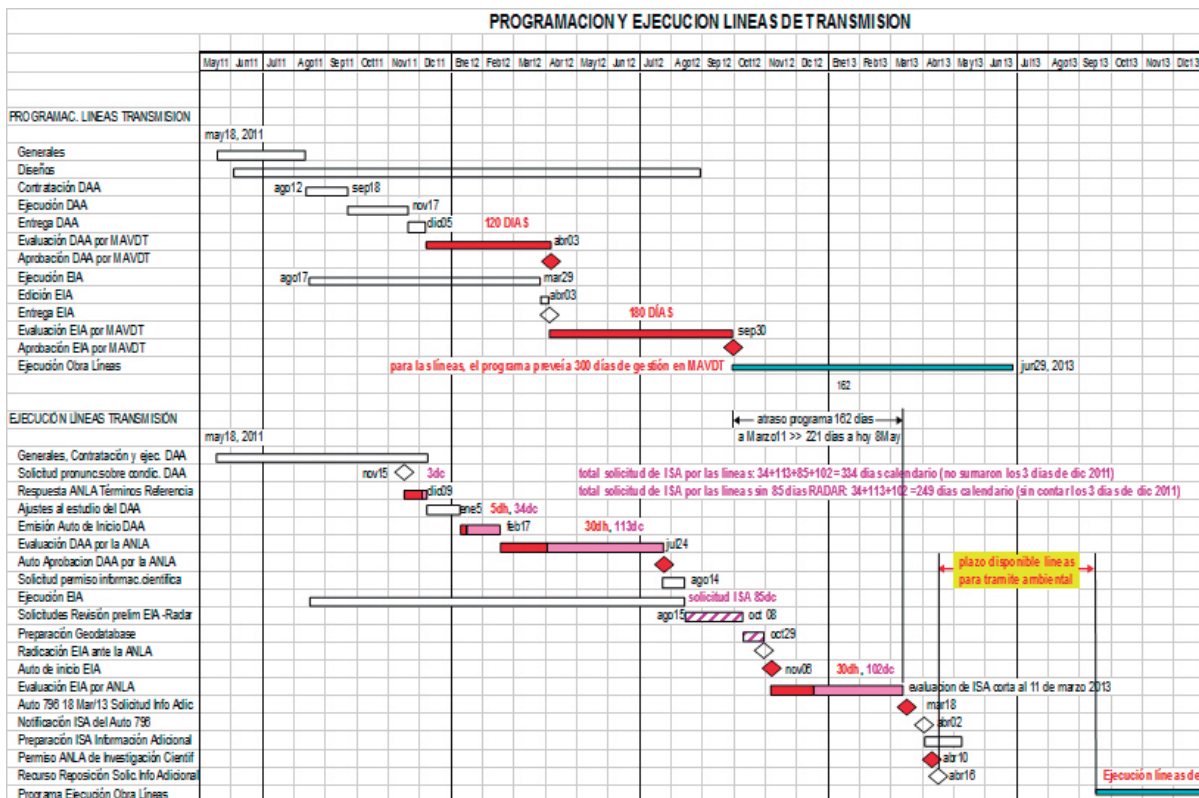 PROGRAMACION Y EJECUCION LINEAS DE TRANSMISION
May11 Jun11 Jul11 Ago11 Sep11 Oct11 Nov11 Dic11 Ene12 Feb12 Mar12 Abr12 May12 Jun12 Jul12 Ago12 Sep12 Oct12 Nov12 Dic12 Ene13 Feb13 Mar13 Abr13 May13 Jun13 Jul13 Ago13 Sep13 Oct13 Nov13 Dic13
PROGRAMAC. LINEAS TRANSMISION
may18, 2011
Generales
Diseños
Contratación DAA ago12 sep18
Ejecución DAA nov17
Entrega DAA dic05 120 DIAS
Evaluación DAA por MAVDT abr03
Aprobación DAA por MAVDT
Ejecución EIA ago17 mar29
Edición EIA abr03
Entrega EIA 180 DÍAS
Evaluación EIA por MAVDT sep30
Aprobación EIA por MAVDT
Ejecución Obra Líneas para las líneas, el programa preveía 300 días de gestión en MAVDT jun29, 2013
162
EJECUCIÓN LÍNEAS TRANSMISIÓN atraso programa 162 dias
may18, 2011 a Marzo11 >> 221 dias a hoy 8May
Generales, Contratación y ejec. DAA
Solicitud pronunc.sobre condic. DAA nov15 3dc total solicitud de ISA por las lineas: 34+113+85+102=334 dias calendario (no sumaron los 3 dias de dic 2011)
Respuesta ANLA Términos Referencia dic09 total solicitud de ISA por las lineas sin 85 dias RADAR: 34+113+102=249 dias calendario (sin contar los 3 dias de dic 2011)
Ajustes al estudio del DAA ene5 5dh, 34dc
Emisión Auto de Inicio DAA feb17 30dh, 113dc
Evaluación DAA por la ANLA jul24
Auto Aprobacion DAA por la ANLA plazo disponible lineas
Solicitud permiso informac.científica ago14 para tramite ambiental
Ejecución EIA solicitud ISA 85dc
Solicitudes Revisión prelim EIA -Radar ago15 oct 08
Preparación Geodatabase oct29
Radicación EIA ante la ANLA
Auto de inicio EIA nov06 30dh, 102dc
Evaluación EIA por ANLA evaluacion de ISA corta al 11 de marzo 2013
Auto 796 18 Mar/13 Solicitud Info Adic mar18
Notificación ISA del Auto 796 abr02
Preparación ISA Información Adicional
Permiso ANLA de Investigación Cientif abr10
Recurso Reposición Solic.Info Adicional abr16 Ejecución líneas de
Programa Ejecución Obra Líneas